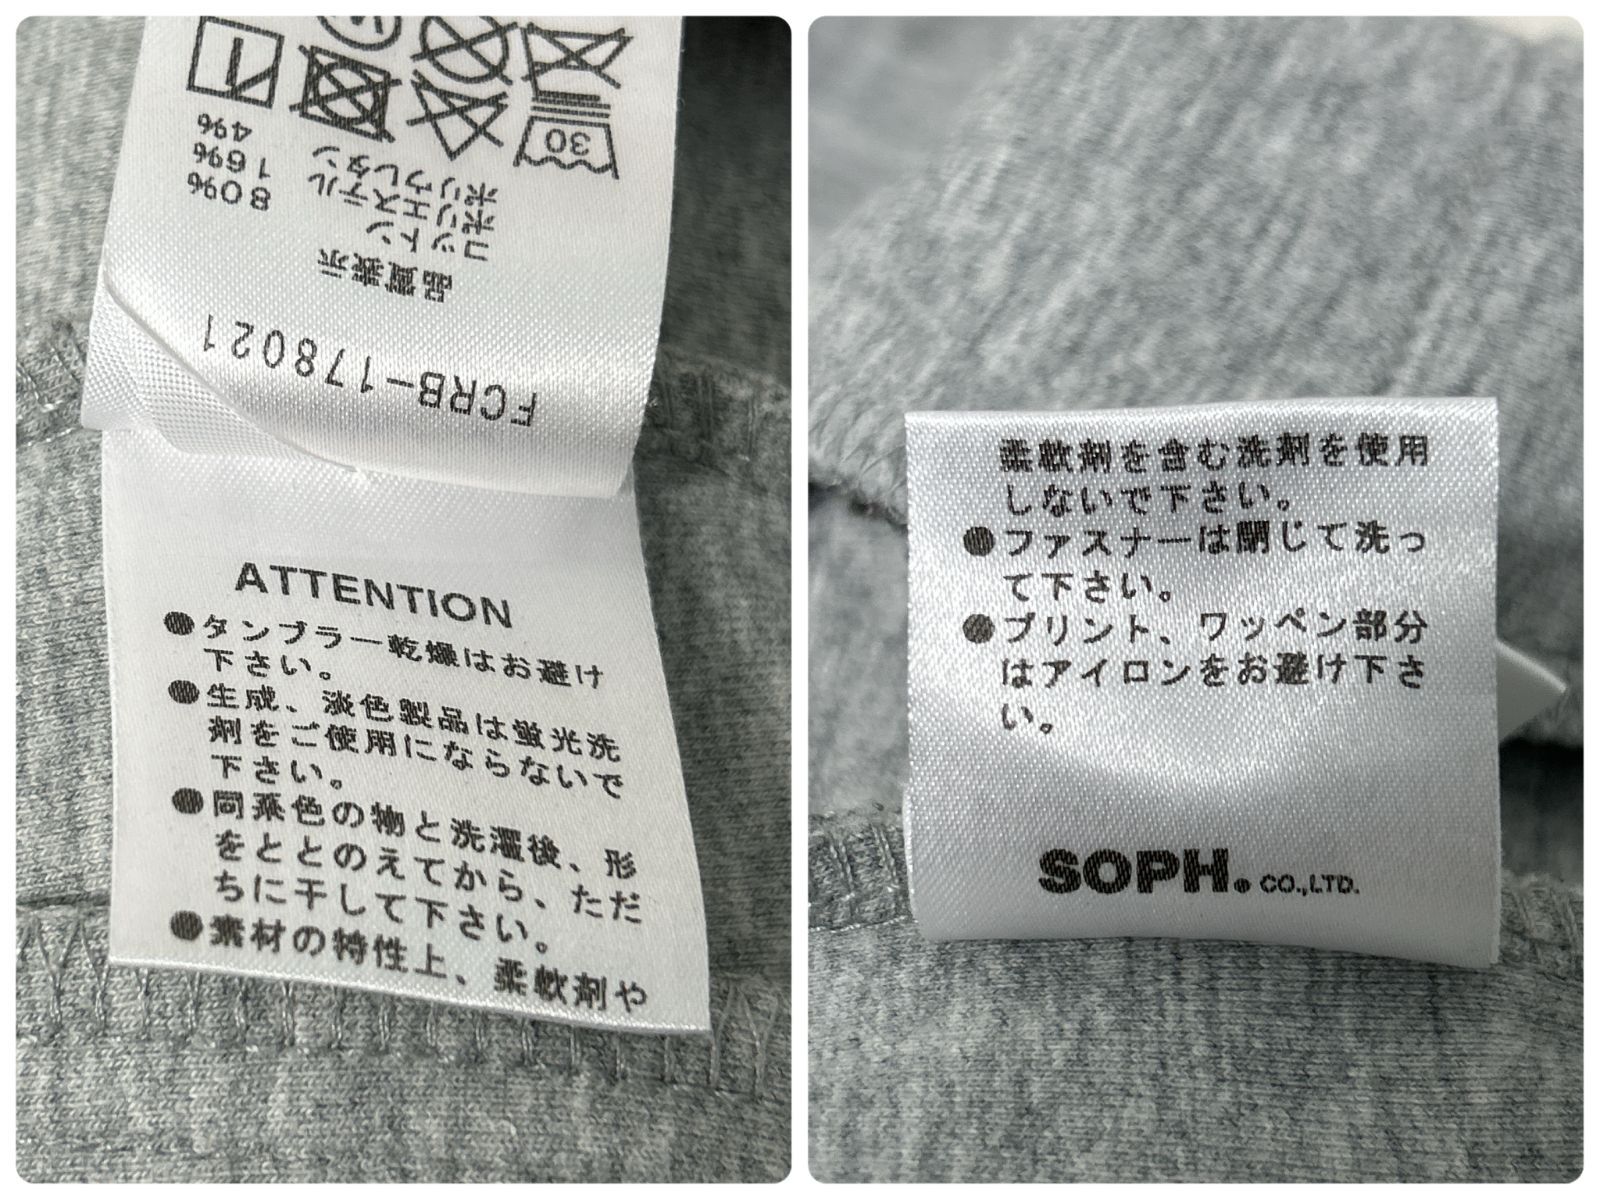 FCRB-178021
品質表示
コットン 80%
ポリエステル 16%
ポリウレタン 4%
30
W
ATTENTION
●タンブラー乾燥はお避け
下さい。
●生成、淡色製品は蛍光洗
剤をご使用にならないで
下さい。
●同系色の物と洗濯後、形
をととのえてから、ただ
ちに干して下さい。
●素材の特性上、柔軟剤や
柔軟剤を含む洗剤を使用
しないで下さい。
●ファスナーは閉じて洗っ
て下さい。
●プリント、ワッペン部分
はアイロンをお避け下さ
い。
SOPH. CO.,LTD.